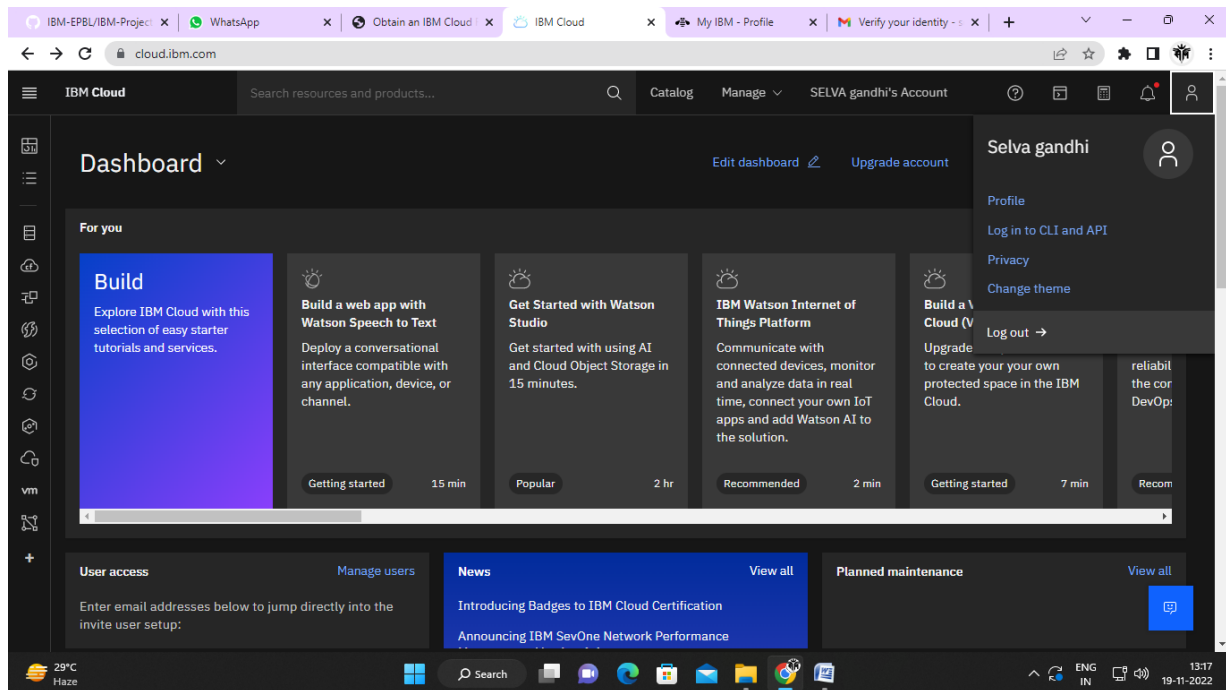 IBM-EPBL/IBM-Project
WhatsApp
Obtain an IBM Cloud
IBM Cloud
My IBM - Profile
Verify your identity - s
cloud.ibm.com
IBM Cloud
Search resources and products...
Catalog
Manage
SELVA gandhi's Account
Selva gandhi
Profile
Log in to CLI and API
Privacy
Change theme
Log out →
Dashboard
Edit dashboard
Upgrade account
For you
Build
Explore IBM Cloud with this
selection of easy starter
tutorials and services.
Build a web app with
Watson Speech to Text
Deploy a conversational
interface compatible with
any application, device, or
channel.
Getting started
15 min
Get Started with Watson
Studio
Get started with using AI
and Cloud Object Storage in
15 minutes.
Popular
2 hr
IBM Watson Internet of
Things Platform
Communicate with
connected devices, monitor
and analyze data in real
time, connect your own IoT
apps and add Watson AI to
the solution.
Recommended
2 min
Build a V
Cloud (V
Upgrade
to create your your own
protected space in the IBM
Cloud.
Getting started
7 min
reliabil
the cor
DevOp
Recom
vm
User access
Manage users
Enter email addresses below to jump directly into the
invite user setup:
News
View all
Introducing Badges to IBM Cloud Certification
Announcing IBM SevOne Network Performance
Planned maintenance
View all
29°C
Haze
Search
ENG
IN
13:17
19-11-2022